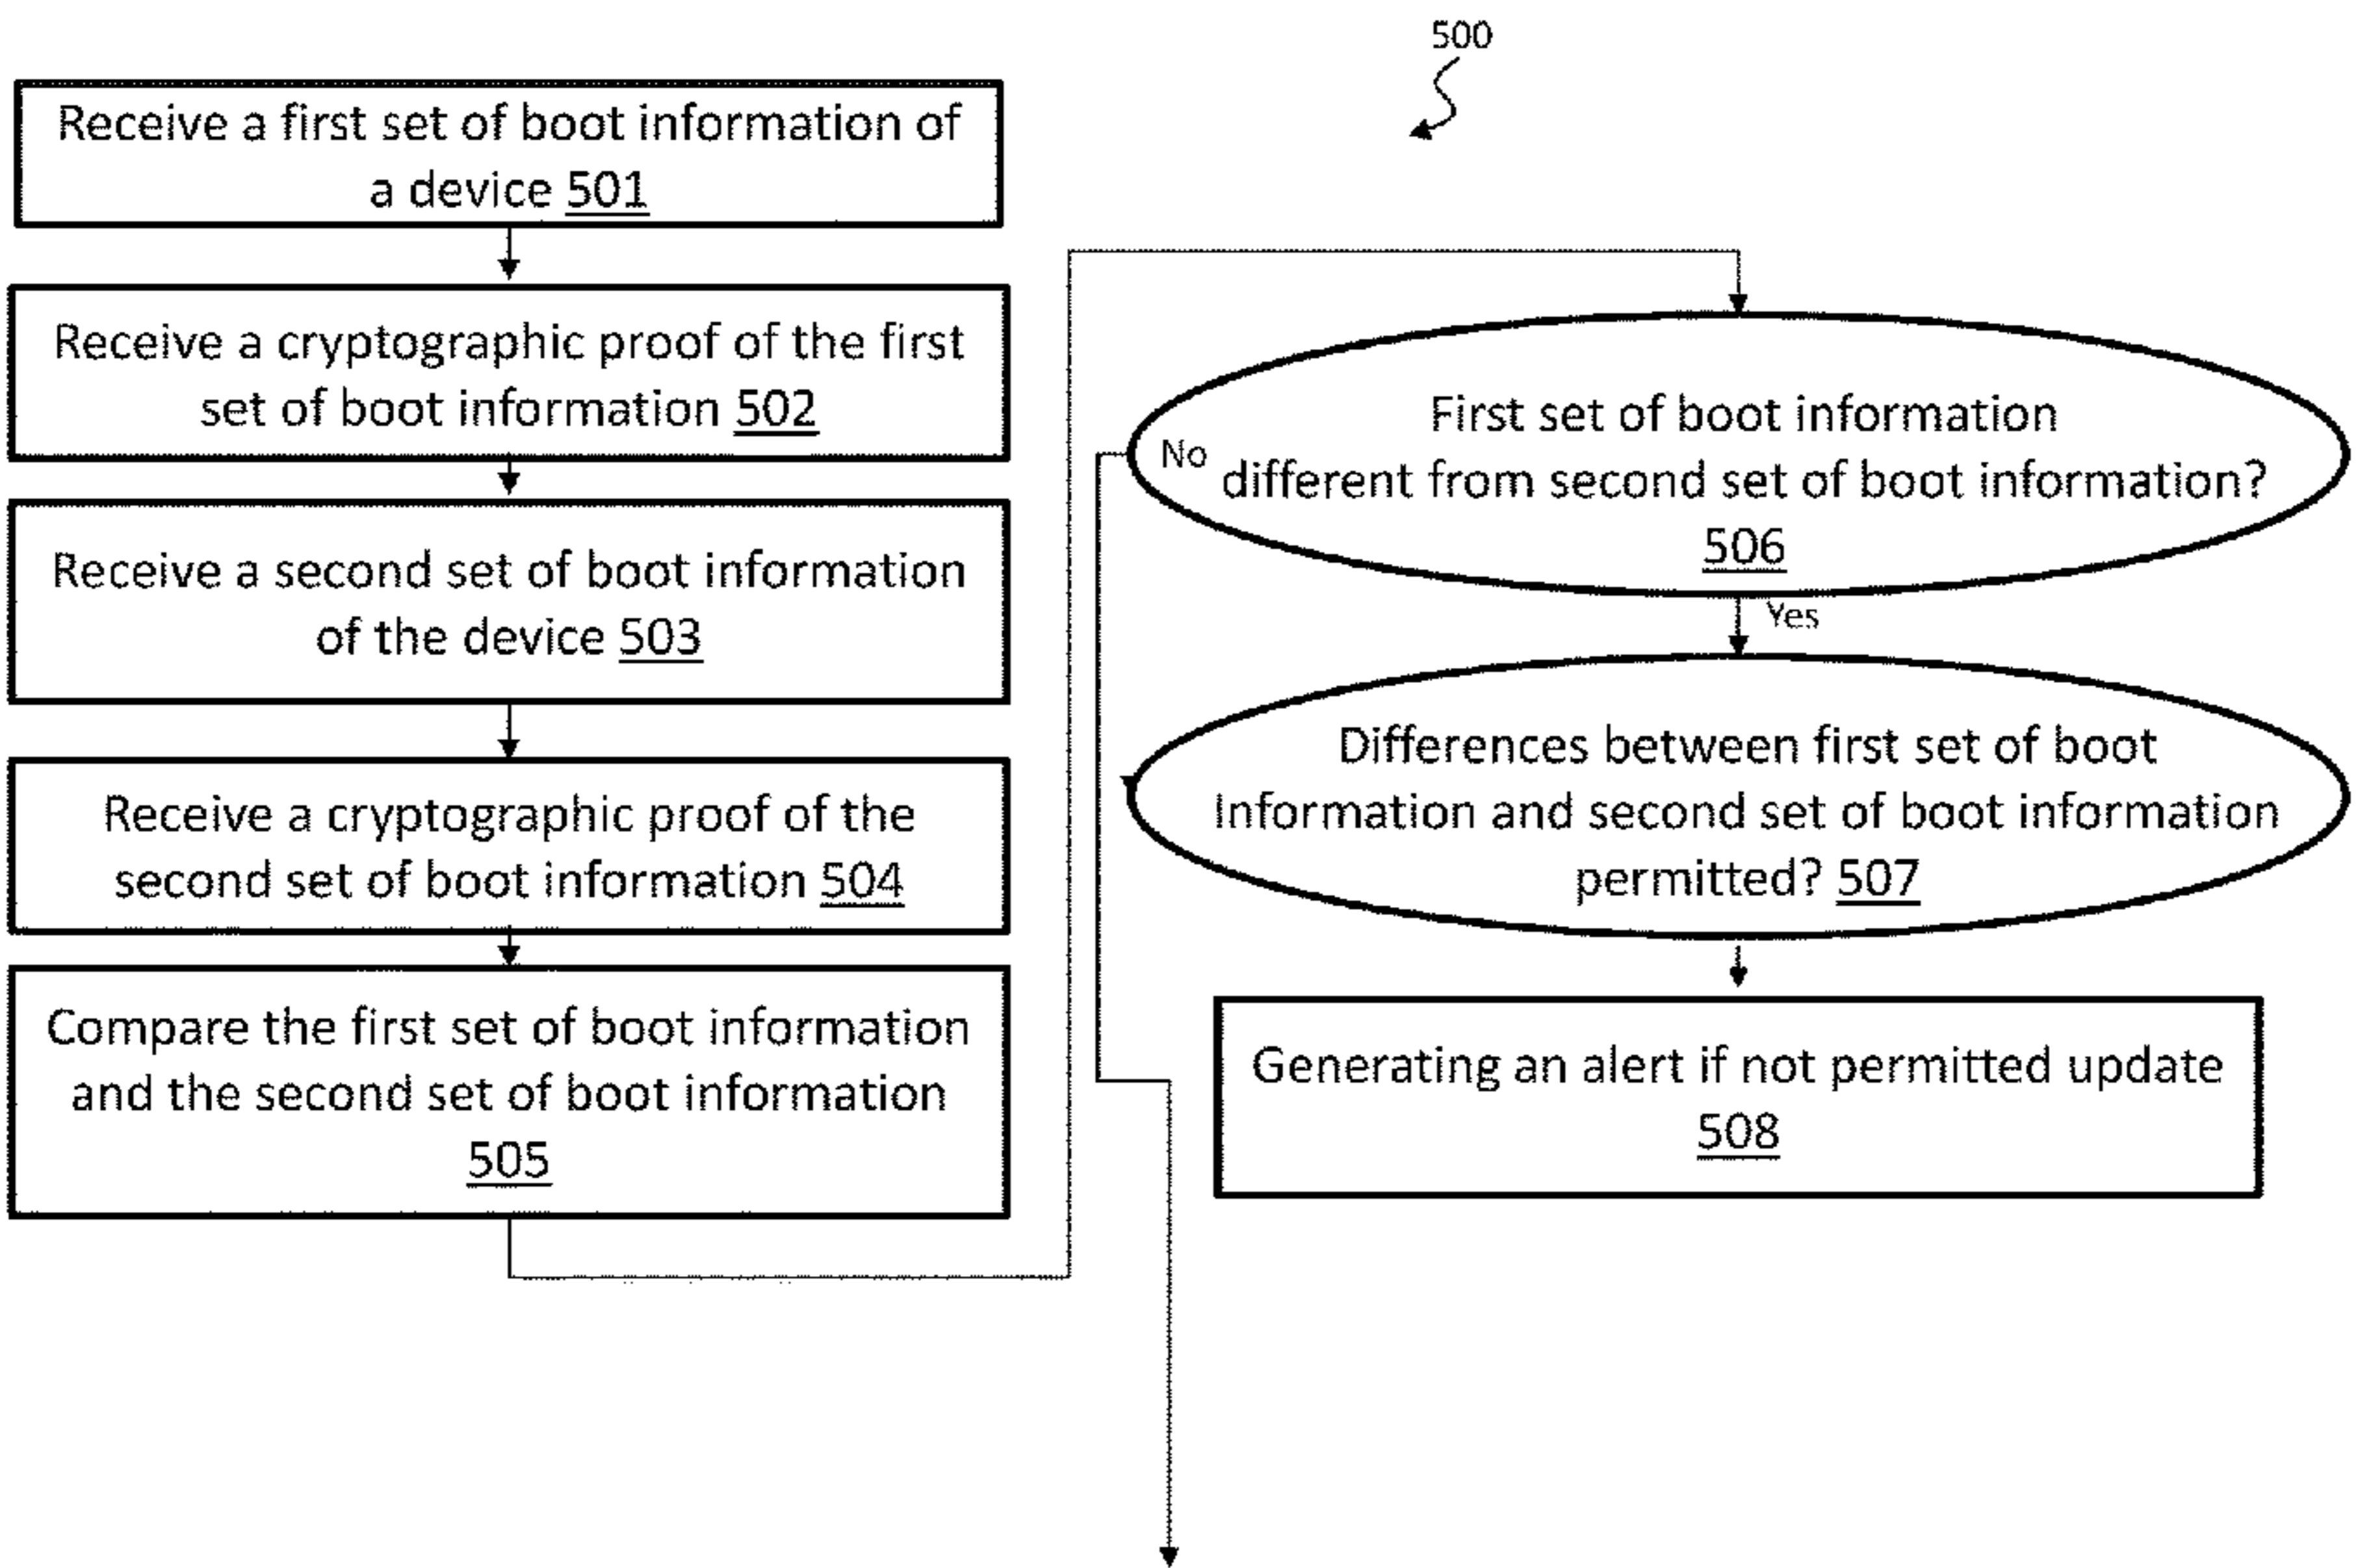 500
Receive a first set of boot information of
a device 501
Receive a cryptographic proof of the first
set of boot information 502
Receive a second set of boot information
of the device 503
Receive a cryptographic proof of the
second set of boot information 504
Compare the first set of boot information
and the second set of boot information
505
First set of boot information
No
different from second set of boot information?
506
Yes
Differences between first set of boot
Information and second set of boot information
permitted? 507
Generating an alert if not permitted update
508